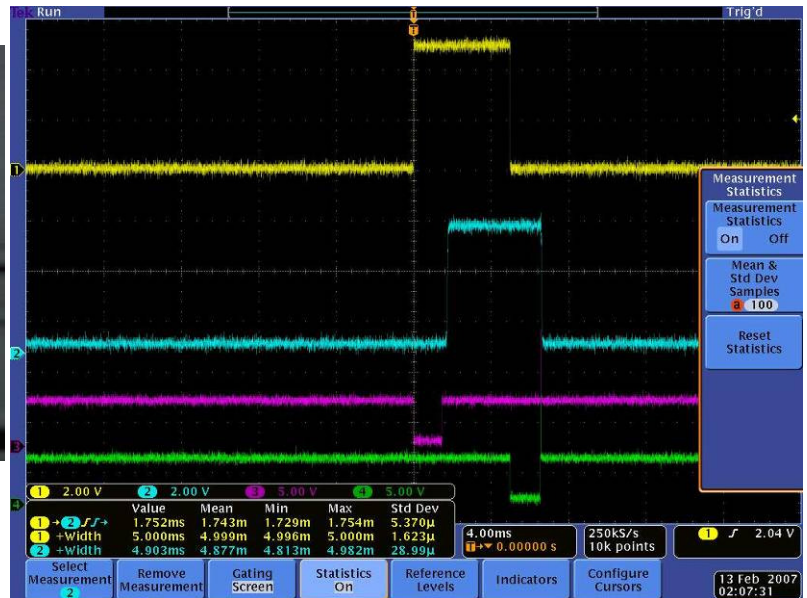 Tek Run
Trig'd
T
T
1
2
3
4
Measurement
Statistics
Measurement
Statistics
On Off
Mean &
Std Dev
Samples
a 100
Reset
Statistics
1 2.00 V 2 2.00 V 3 5.00 V 4 5.00 V
Value Mean Min Max Std Dev
1 → 2 1.752ms 1.743m 1.729m 1.754m 5.370µ
1 +Width 5.000ms 4.999m 4.996m 5.000m 1.623µ
2 +Width 4.903ms 4.877m 4.813m 4.982m 28.99µ
4.00ms
T→▼ 0.00000 s
250kS/s
10k points
1 2.04 V
Select
Measurement
2
Remove
Measurement
Gating
Screen
Statistics
On
Reference
Levels
Indicators
Configure
Cursors
13 Feb 2007
02:07:31